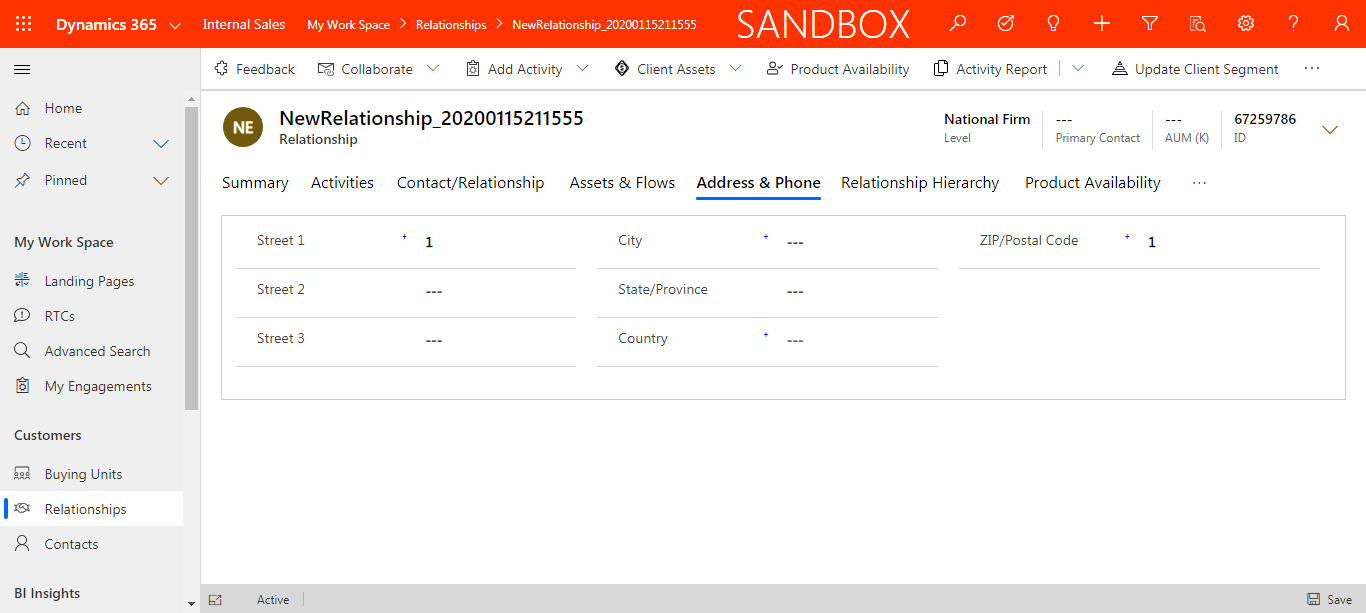 Dynamics 365 Internal Sales My Work Space Relationships NewRelationship_20200115211555 SANDBOX
Feedback Collaborate Add Activity Client Assets Product Availability Activity Report Update Client Segment ...
Home
Recent
Pinned
My Work Space
Landing Pages
RTCs
Advanced Search
My Engagements
Customers
Buying Units
Relationships
Contacts
BI Insights
NE
NewRelationship_20200115211555
Relationship
National Firm --- --- 67259786
Level Primary Contact AUM (K) ID
Summary Activities Contact/Relationship Assets & Flows Address & Phone Relationship Hierarchy Product Availability ...
Street 1 + 1 City + --- ZIP/Postal Code + 1
Street 2 --- State/Province ---
Street 3 --- Country + ---
Active Save